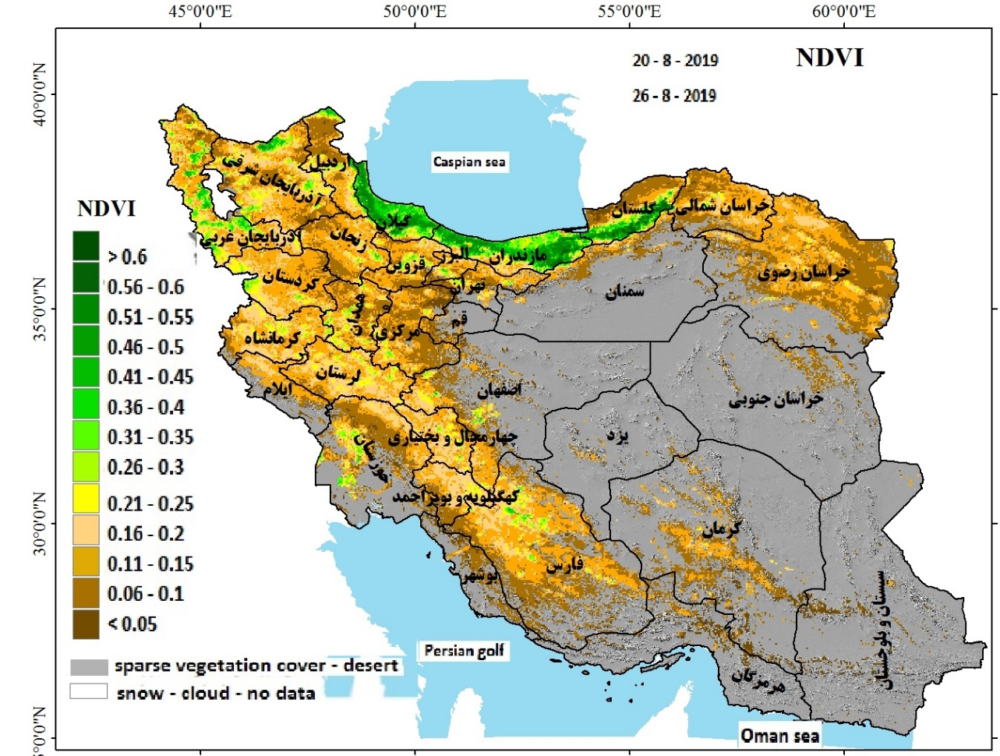 45°0'0"E
50°0'0"E
55°0'0"E
60°0'0"E
20 - 8 - 2019
NDVI
26 - 8 - 2019
40°0'0"N
35°0'0"N
30°0'0"N
5°0'0"N
Caspian sea
اردبیل
آذربایجان شرقی
گیلان
گلستان
خراسان شمالی
آذربایجان غربی
زنجان
قزوین
البرز
مازندران
خراسان رضوی
کردستان
تهران
سمنان
همدان
مرکزی
قم
کرمانشاه
لرستان
ایلام
اصفهان
خراسان جنوبی
چهارمحال و بختیاری
یزد
خوزستان
کهگیلویه و بویراحمد
کرمان
فارس
بوشهر
سیستان و بلوچستان
هرمزگان
Persian golf
Oman sea
NDVI
> 0.6
0.56 - 0.6
0.51 - 0.55
0.46 - 0.5
0.41 - 0.45
0.36 - 0.4
0.31 - 0.35
0.26 - 0.3
0.21 - 0.25
0.16 - 0.2
0.11 - 0.15
0.06 - 0.1
< 0.05
sparse vegetation cover - desert
snow - cloud - no data